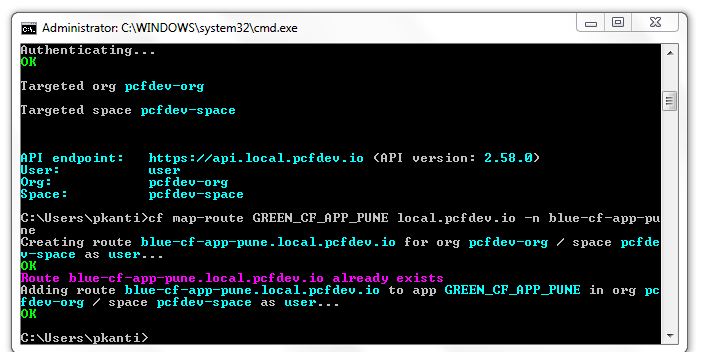 Administrator: C:\WINDOWS\system32\cmd.exe
Authenticating...
OK
Targeted org pcfdev-org
Targeted space pcfdev-space
API endpoint:   https://api.local.pcfdev.io (API version: 2.58.0)
User:           user
Org:            pcfdev-org
Space:          pcfdev-space
C:\Users\pkanti>cf map-route GREEN_CF_APP_PUNE local.pcfdev.io -n blue-cf-app-pu
ne
Creating route blue-cf-app-pune.local.pcfdev.io for org pcfdev-org / space pcfde
v-space as user...
OK
Route blue-cf-app-pune.local.pcfdev.io already exists
Adding route blue-cf-app-pune.local.pcfdev.io to app GREEN_CF_APP_PUNE in org pc
fdev-org / space pcfdev-space as user...
OK
C:\Users\pkanti>